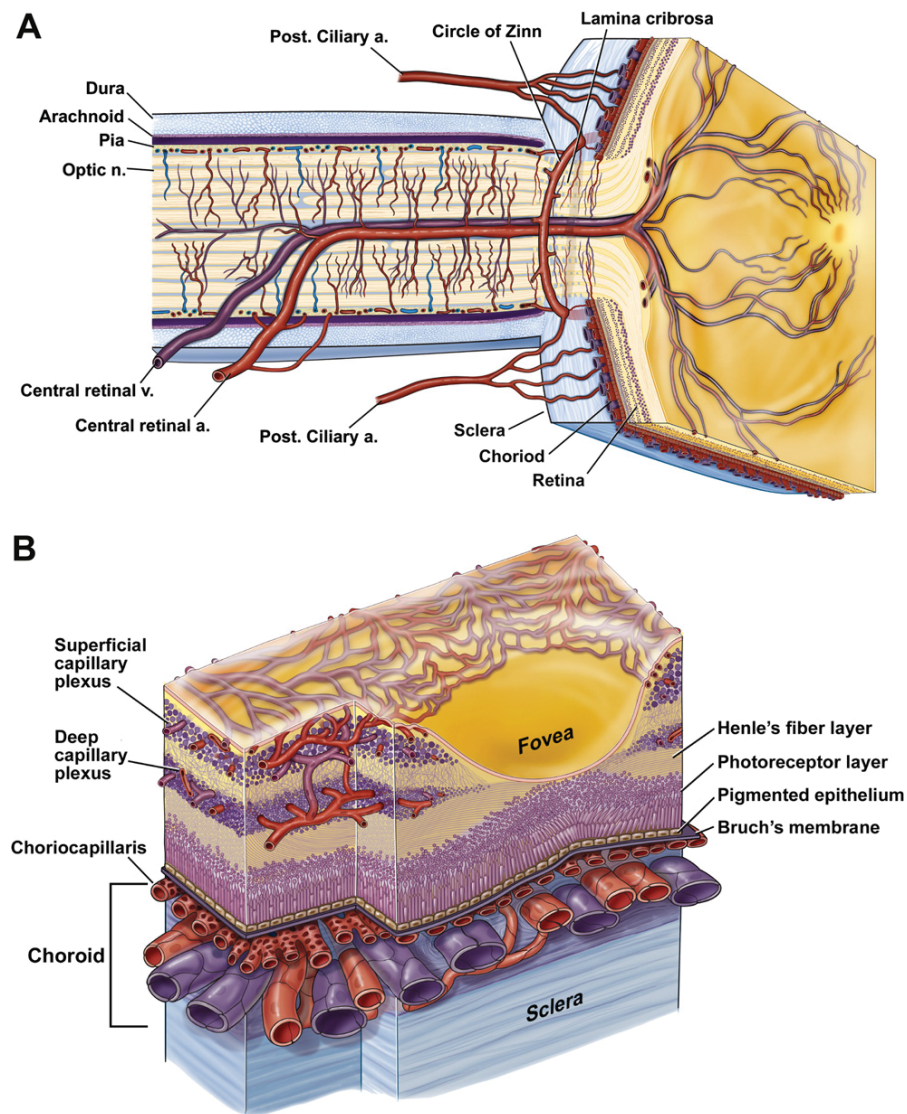 A
Post. Ciliary a.
Circle of Zinn
Lamina cribrosa
Dura
Arachnoid
Pia
Optic n.
Central retinal v.
Central retinal a.
Post. Ciliary a.
Sclera
Choriod
Retina
B
Superficial
capillary
plexus
Deep
capillary
plexus
Choriocapillaris
Choroid
Fovea
Henle's fiber layer
Photoreceptor layer
Pigmented epithelium
Bruch's membrane
Sclera